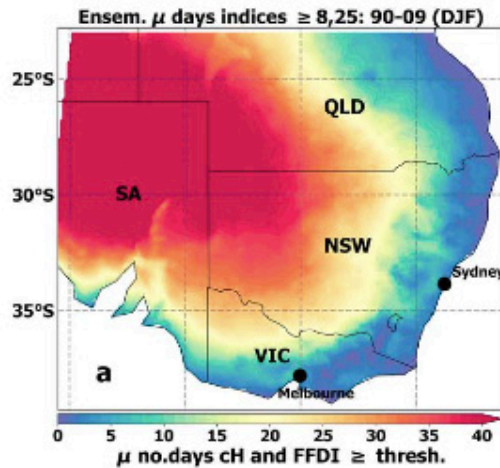 Ensem. μ days indices ≥ 8,25: 90-09 (DJF)
25°S
QLD
30°S
SA
NSW
Sydney
35°S
VIC
a
Melbourne
0 5 10 15 20 25 30 35 40
μ no.days cH and FFDI ≥ thresh.